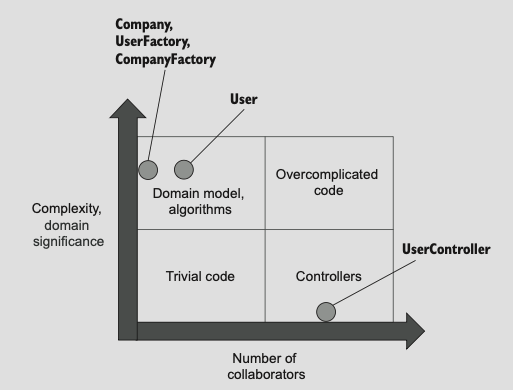 Company,
UserFactory,
CompanyFactory
User
Overcomplicated
code
Domain model,
algorithms
Complexity,
domain
significance
UserController
Trivial code
Controllers
Number of
collaborators